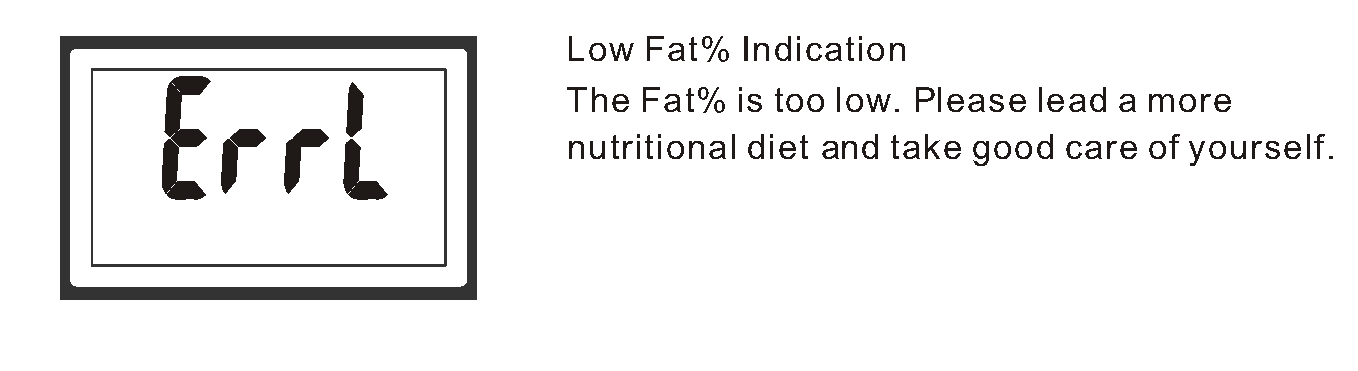 ErrL
Low Fat% Indication
The Fat% is too low. Please lead a more
nutritional diet and take good care of yourself.